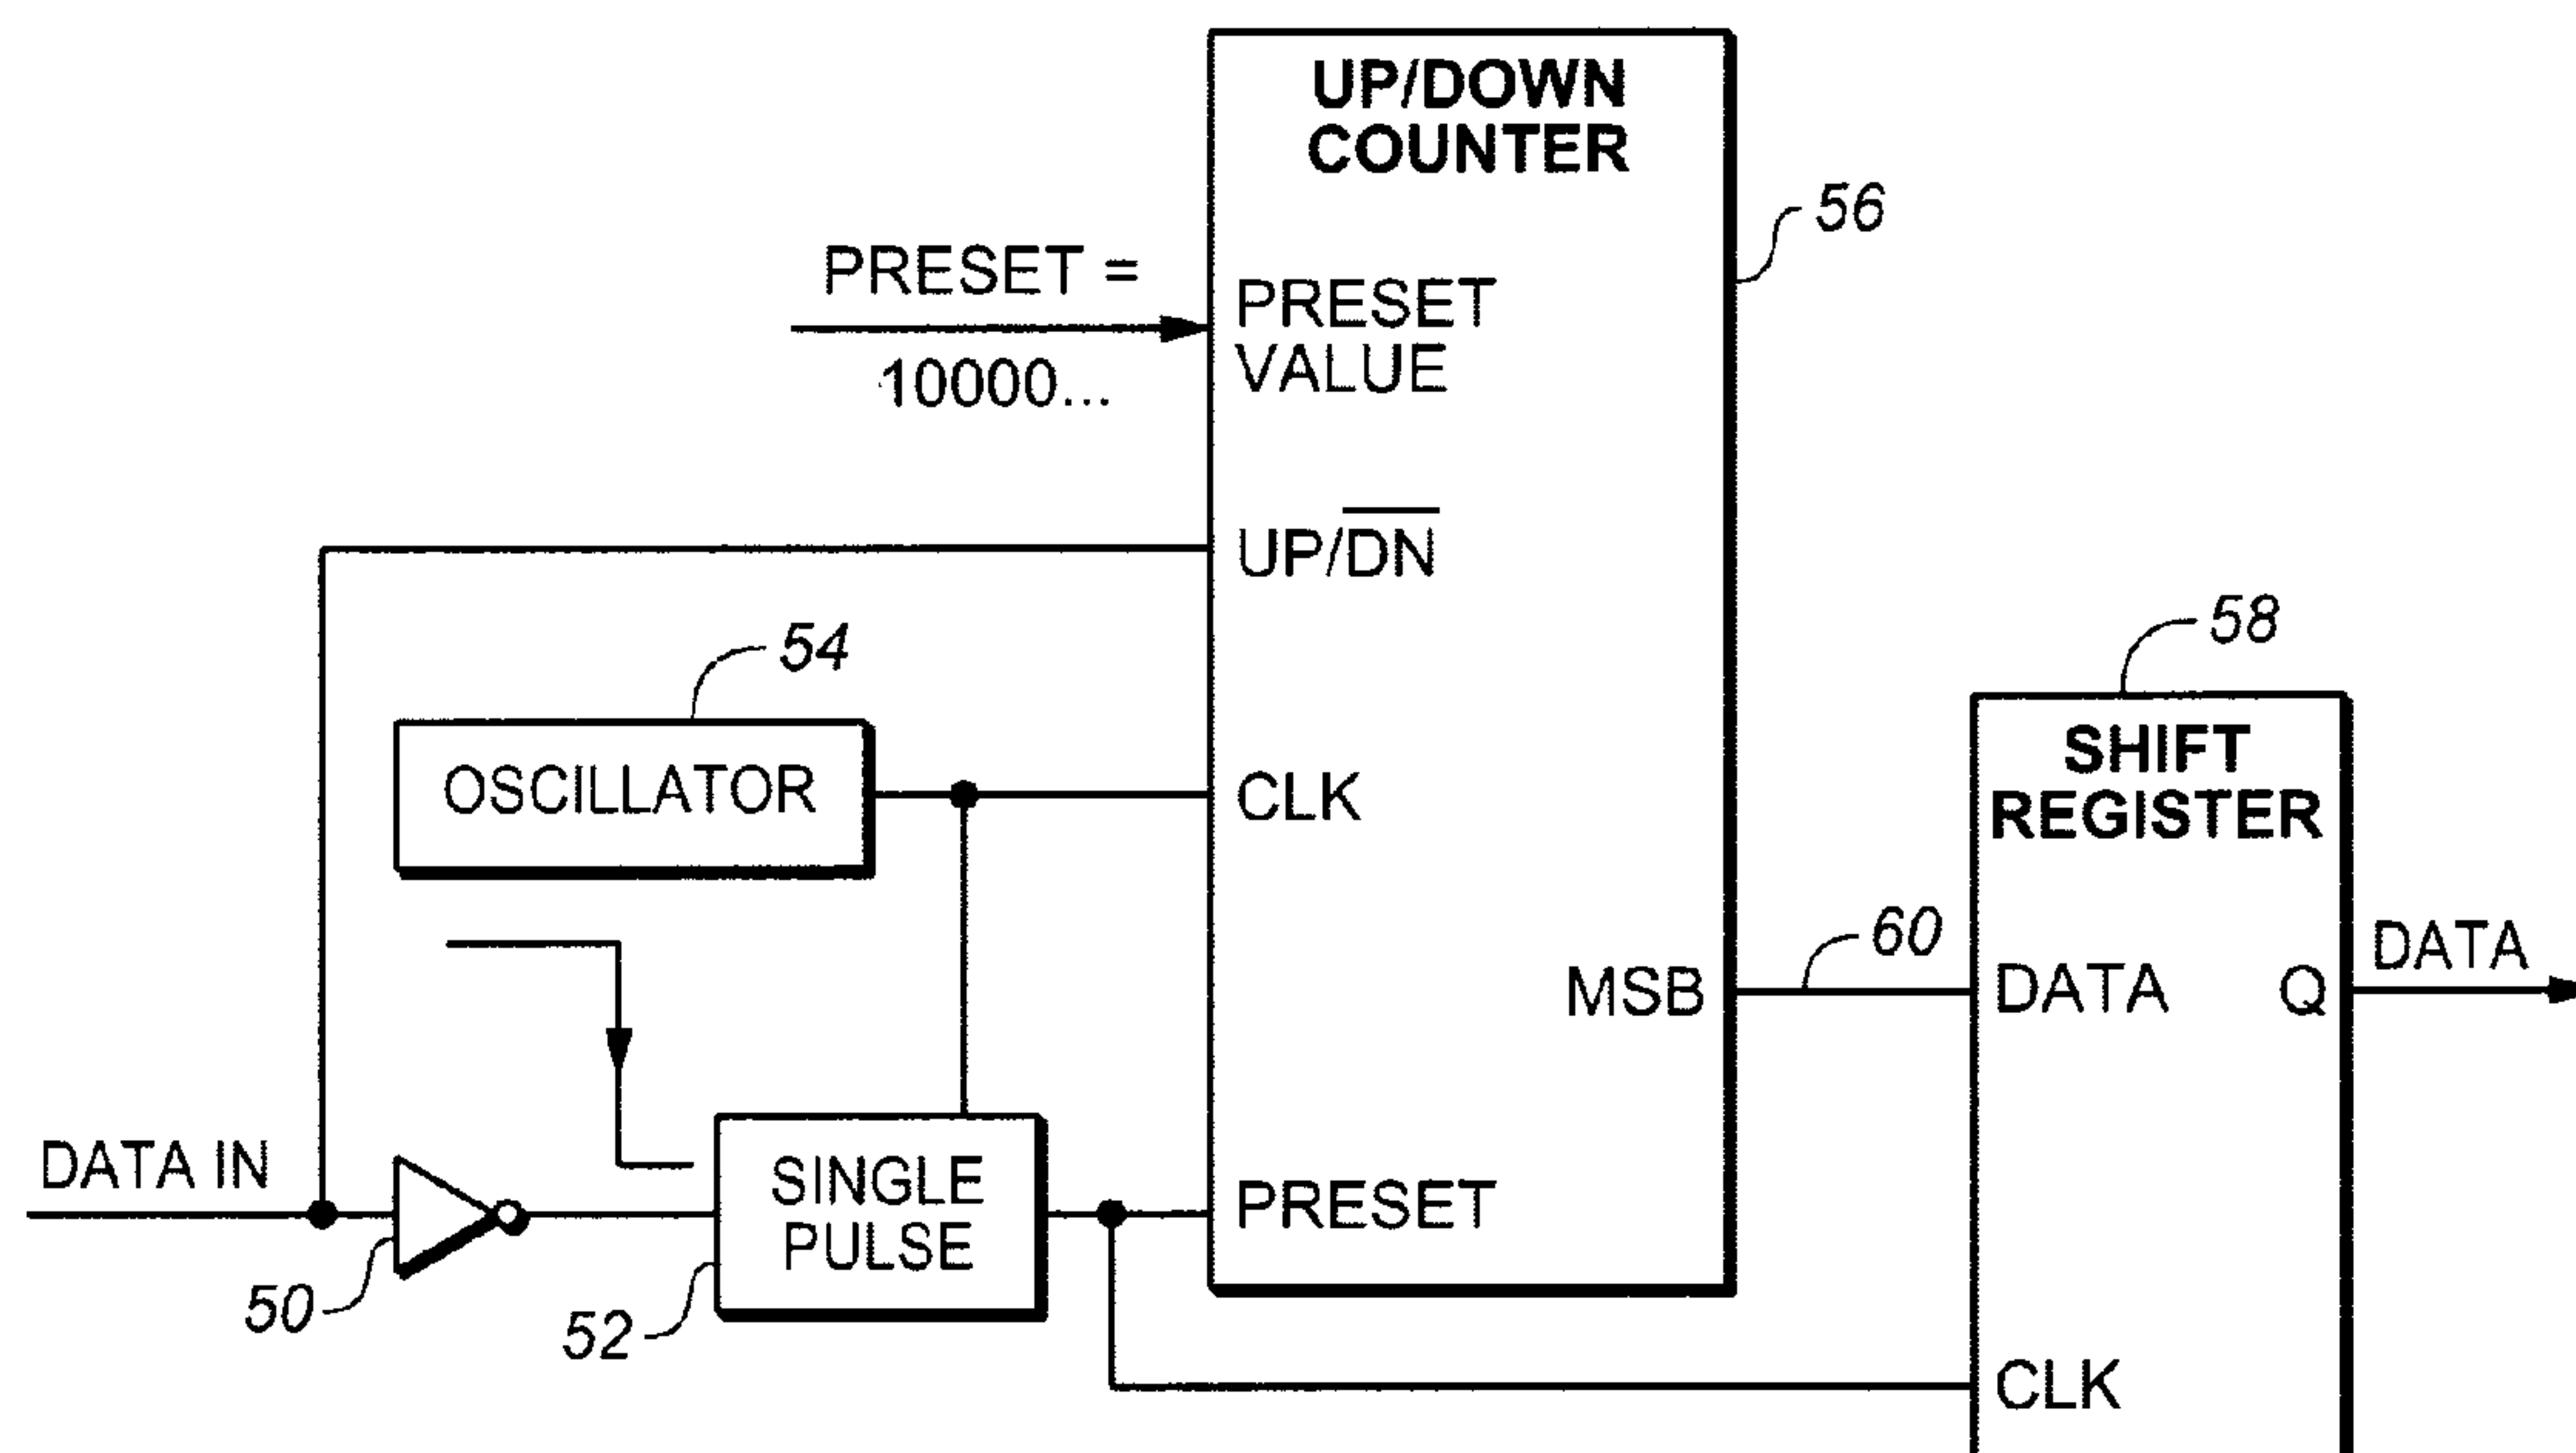 UP/DOWN
COUNTER
56
PRESET =
10000...
PRESET
VALUE
UP/D̅N̅
54
OSCILLATOR
CLK
58
SHIFT
REGISTER
60
MSB
DATA
Q
DATA
DATA IN
50
SINGLE
PULSE
52
PRESET
CLK